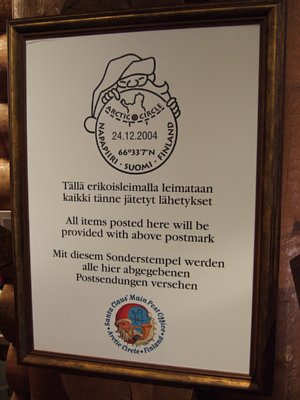 ARCTIC CIRCLE
24.12.2004
66°33'7"N
NAPAPIIRI · SUOMI · FINLAND
Tällä erikoisleimalla leimataan
kaikki tänne jätetyt lähetykset
All items posted here will be
provided with above postmark
Mit diesem Sonderstempel werden
alle hier abgegebenen
Postsendungen versehen
Santa Claus Main Post Office
Arctic Circle · Finland